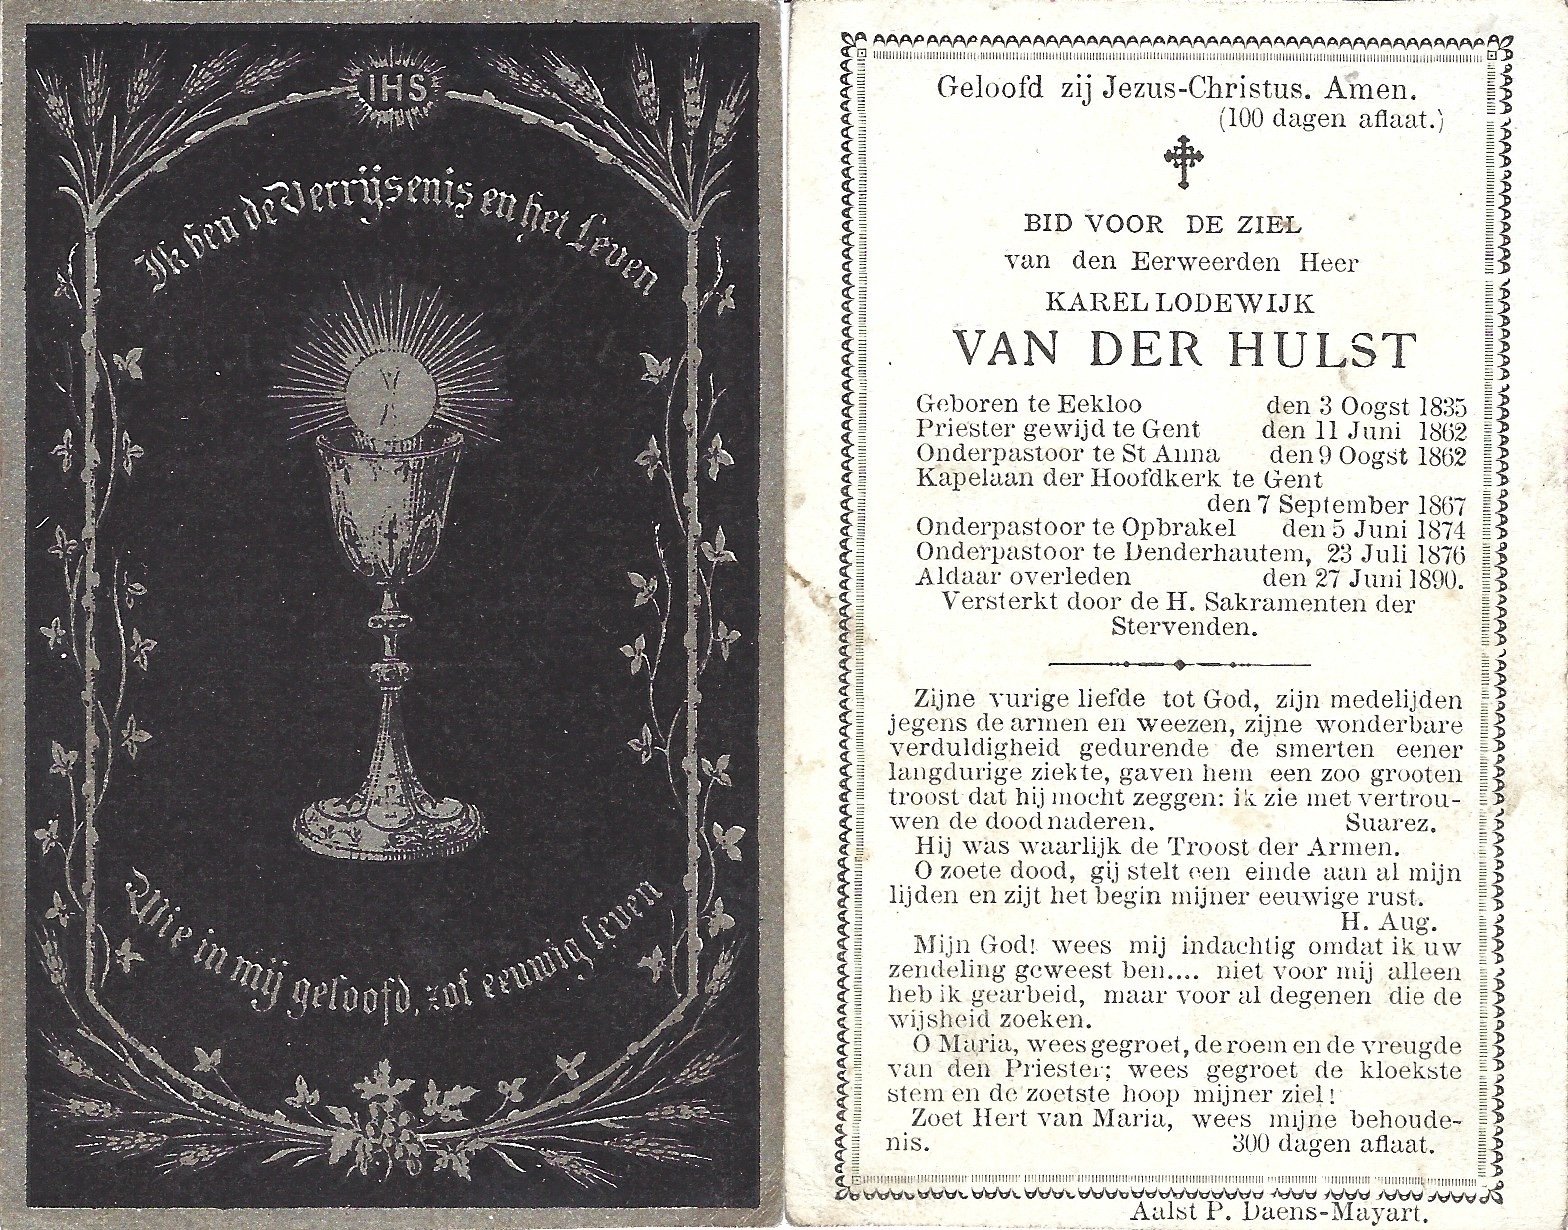 IHS
Ik ben de Verrijsenis en het Leven
Wie in mij gelooft, zal eeuwig leven
Geloofd zij Jezus-Christus. Amen.
(100 dagen aflaat.)
BID VOOR DE ZIEL
van den Eerweerden Heer
KAREL LODEWIJK
VAN DER HULST
Geboren te Eekloo den 3 Oogst 1835
Priester gewijd te Gent den 11 Juni 1862
Onderpastoor te St Anna den 9 Oogst 1862
Kapelaan der Hoofdkerk te Gent
den 7 September 1867
Onderpastoor te Opbrakel den 5 Juni 1874
Onderpastoor te Denderhautem, 23 Juli 1876
Aldaar overleden den 27 Juni 1890.
Versterkt door de H. Sakramenten der
Stervenden.
Zijne vurige liefde tot God, zijn medelijden
jegens de armen en weezen, zijne wonderbare
verduldigheid gedurende de smerten eener
langdurige ziekte, gaven hem een zoo grooten
troost dat hij mocht zeggen: ik zie met vertrou-
wen de dood naderen. Suarez.
Hij was waarlijk de Troost der Armen.
O zoete dood, gij stelt een einde aan al mijn
lijden en zijt het begin mijner eeuwige rust.
H. Aug.
Mijn God! wees mij indachtig omdat ik uw
zendeling geweest ben.... niet voor mij alleen
heb ik gearbeid, maar voor al degenen die de
wijsheid zoeken.
O Maria, wees gegroet, de roem en de vreugde
van den Priester; wees gegroet de kloekste
stem en de zoetste hoop mijner ziel!
Zoet Hert van Maria, wees mijne behoude-
nis. 300 dagen aflaat.
Aalst P. Daens-Mayart.